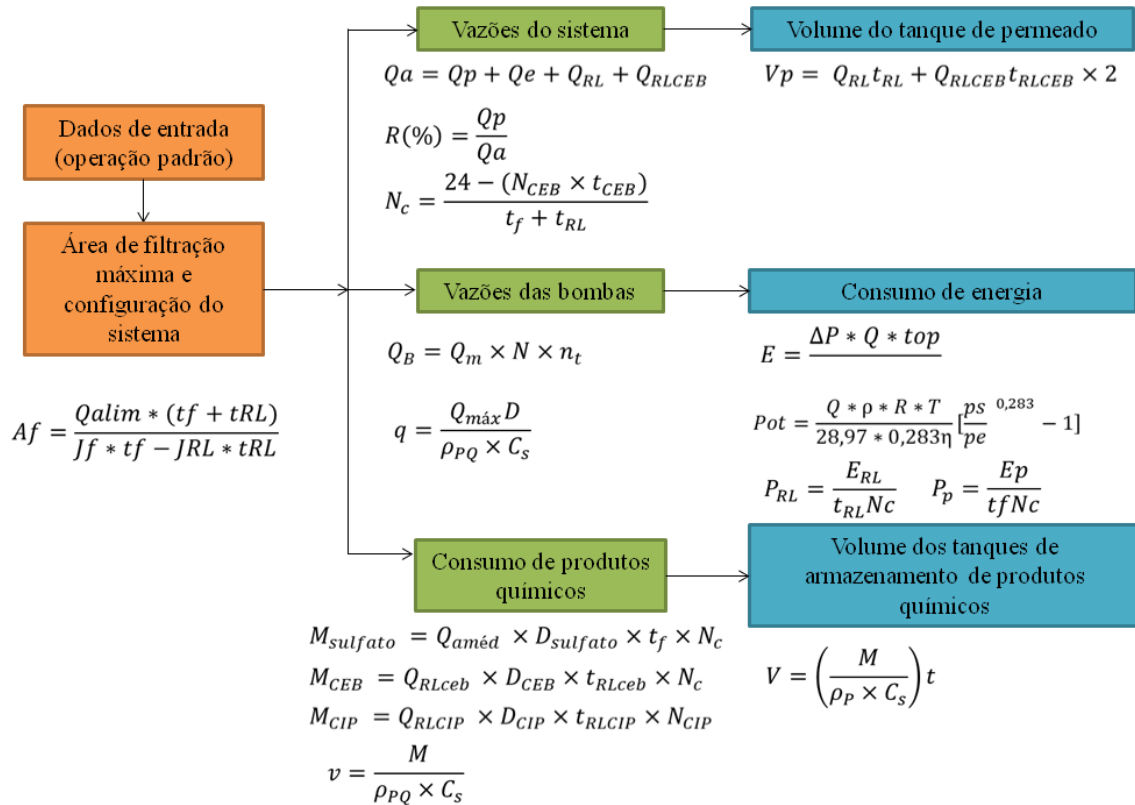 Dados de entrada
(operação padrão)
Área de filtração
máxima e
configuração do
sistema
Af = Qalim * (tf + tRL) / Jf * tf − JRL * tRL
Vazões do sistema
Qa = Qp + Qe + Q_RL + Q_RLCEB
R(%) = Qp / Qa
N_c = 24 − (N_CEB × t_CEB) / t_f + t_RL
Volume do tanque de permeado
Vp = Q_RL t_RL + Q_RLCEB t_RLCEB × 2
Vazões das bombas
Q_B = Q_m × N × n_t
q = Q_máx D / ρ_PQ × C_s
Consumo de energia
E = ΔP * Q * top
Pot = Q * ρ * R * T / 28,97 * 0,283η [ps / pe ^0,283 − 1]
P_RL = E_RL / t_RL Nc P_p = Ep / tfNc
Consumo de produtos
químicos
M_sulfato = Q_améd × D_sulfato × t_f × N_c
M_CEB = Q_RLceb × D_CEB × t_RLceb × N_c
M_CIP = Q_RLCIP × D_CIP × t_RLCIP × N_CIP
v = M / ρ_PQ × C_s
Volume dos tanques de
armazenamento de produtos
químicos
V = (M / ρ_P × C_s) t